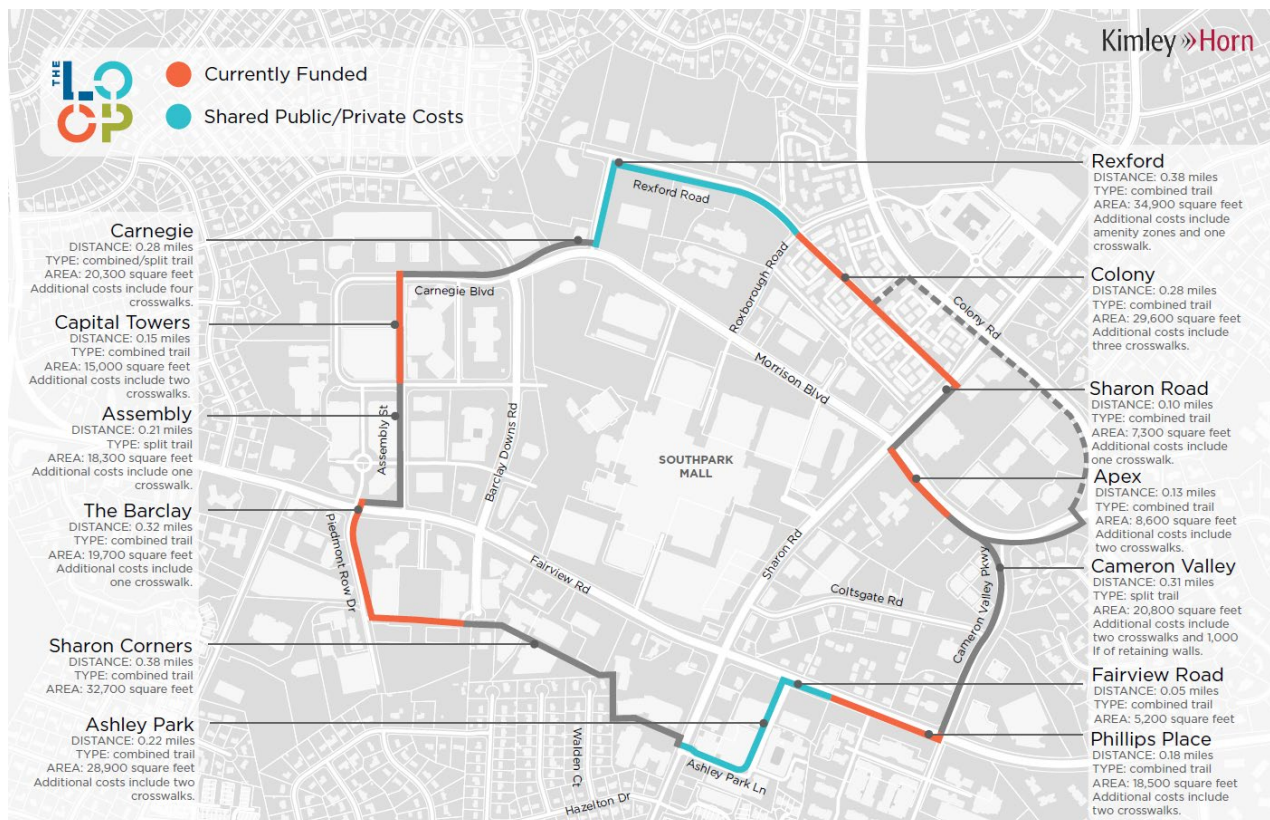 THE LOOP
Currently Funded
Shared Public/Private Costs
Kimley»Horn
Carnegie
DISTANCE: 0.28 miles
TYPE: combined/split trail
AREA: 20,300 square feet
Additional costs include four
crosswalks.
Capital Towers
DISTANCE: 0.15 miles
TYPE: combined trail
AREA: 15,000 square feet
Additional costs include two
crosswalks.
Assembly
DISTANCE: 0.21 miles
TYPE: split trail
AREA: 18,300 square feet
Additional costs include one
crosswalk.
The Barclay
DISTANCE: 0.32 miles
TYPE: combined trail
AREA: 19,700 square feet
Additional costs include
one crosswalk.
Sharon Corners
DISTANCE: 0.38 miles
TYPE: combined trail
AREA: 32,700 square feet
Ashley Park
DISTANCE: 0.22 miles
TYPE: combined trail
AREA: 28,900 square feet
Additional costs include two
crosswalks.
Rexford Road
Carnegie Blvd
Roxborough Road
Colony Rd
Morrison Blvd
Assembly St
Barclay Downs Rd
SOUTHPARK
MALL
Piedmont Row Dr
Fairview Rd
Sharon Rd
Coltsgate Rd
Cameron Valley Pkwy
Walden Ct
Ashley Park Ln
Hazelton Dr
Rexford
DISTANCE: 0.38 miles
TYPE: combined trail
AREA: 34,900 square feet
Additional costs include
amenity zones and one
crosswalk.
Colony
DISTANCE: 0.28 miles
TYPE: combined trail
AREA: 29,600 square feet
Additional costs include
three crosswalks.
Sharon Road
DISTANCE: 0.10 miles
TYPE: combined trail
AREA: 7,300 square feet
Additional costs include
one crosswalk.
Apex
DISTANCE: 0.13 miles
TYPE: combined trail
AREA: 8,600 square feet
Additional costs include
two crosswalks.
Cameron Valley
DISTANCE: 0.31 miles
TYPE: split trail
AREA: 20,800 square feet
Additional costs include
two crosswalks and 1,000
lf of retaining walls.
Fairview Road
DISTANCE: 0.05 miles
TYPE: combined trail
AREA: 5,200 square feet
Phillips Place
DISTANCE: 0.18 miles
TYPE: combined trail
AREA: 18,500 square feet
Additional costs include
two crosswalks.